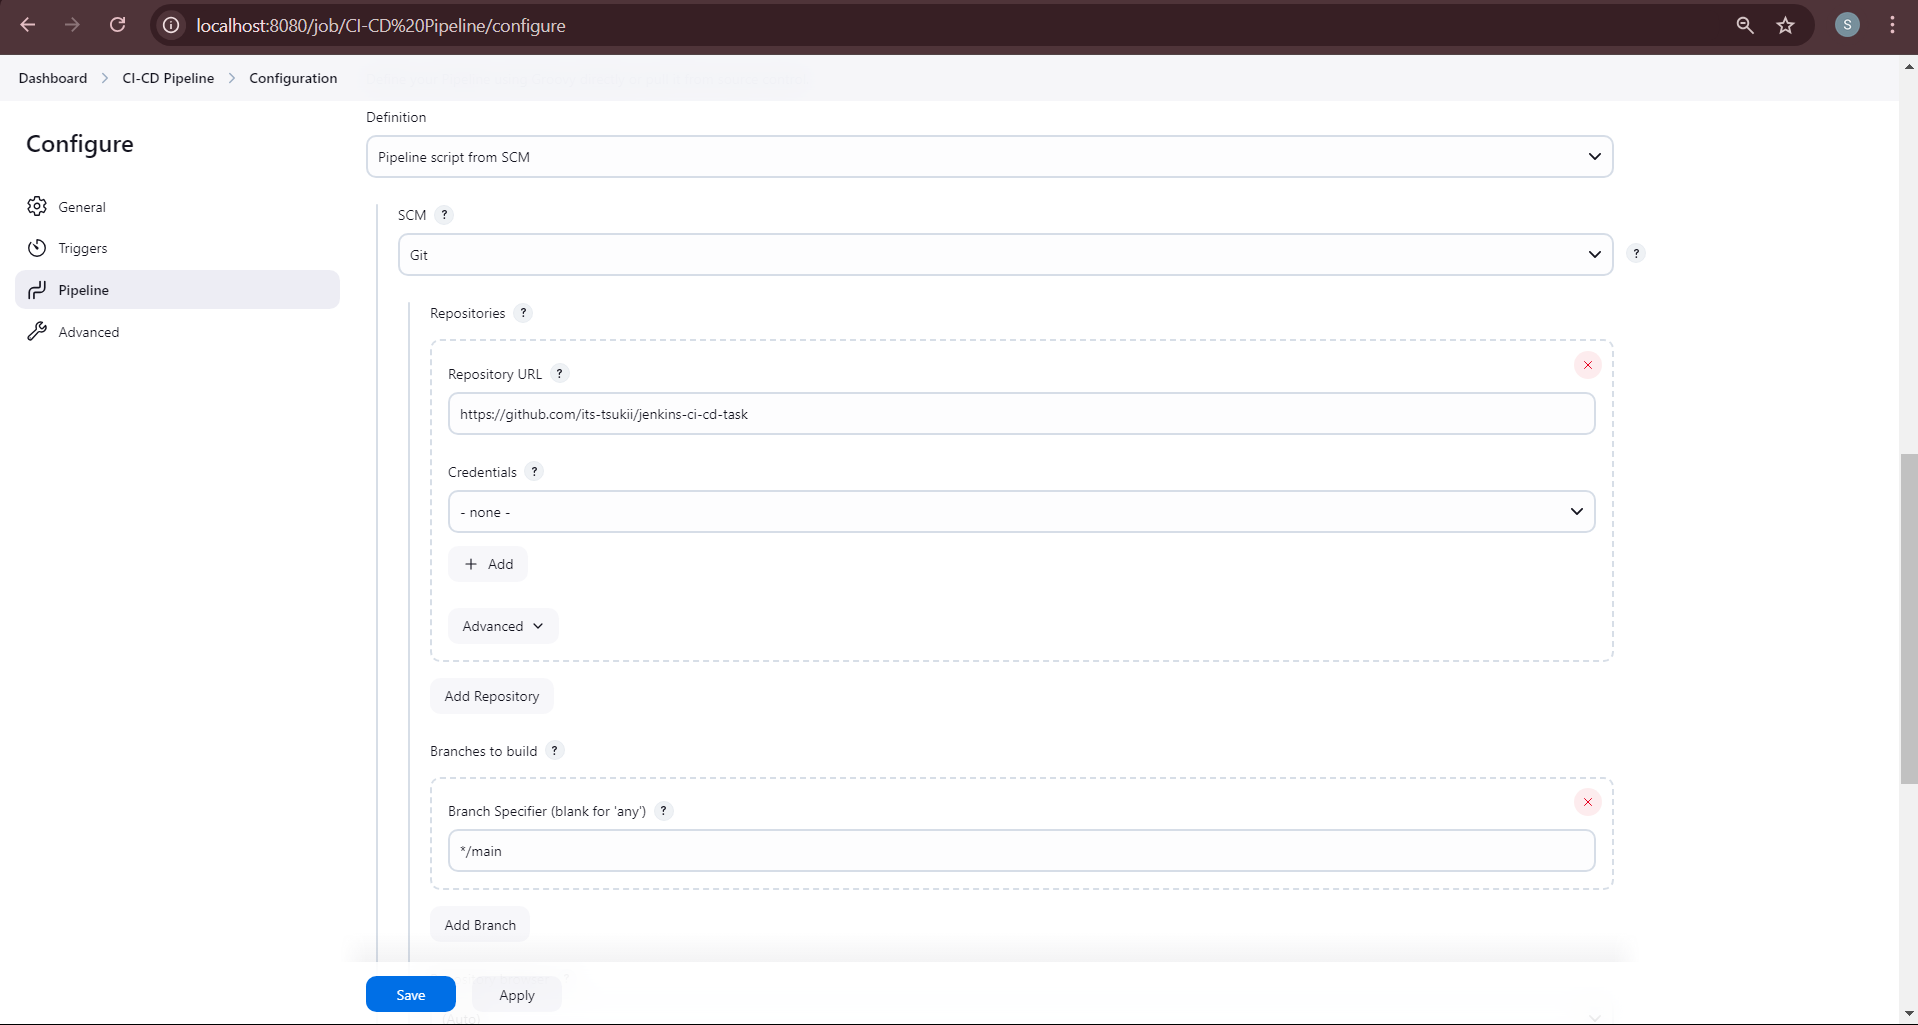 localhost:8080/job/CI-CD%20Pipeline/configure
S
Dashboard
CI-CD Pipeline
Configuration
Configure
General
Triggers
Pipeline
Advanced
Definition
Pipeline script from SCM
SCM ?
Git
?
Repositories ?
Repository URL ?
https://github.com/its-tsukii/jenkins-ci-cd-task
Credentials ?
- none -
+ Add
Advanced
Add Repository
Branches to build ?
Branch Specifier (blank for 'any') ?
*/main
Add Branch
Save
Apply
(Auto)